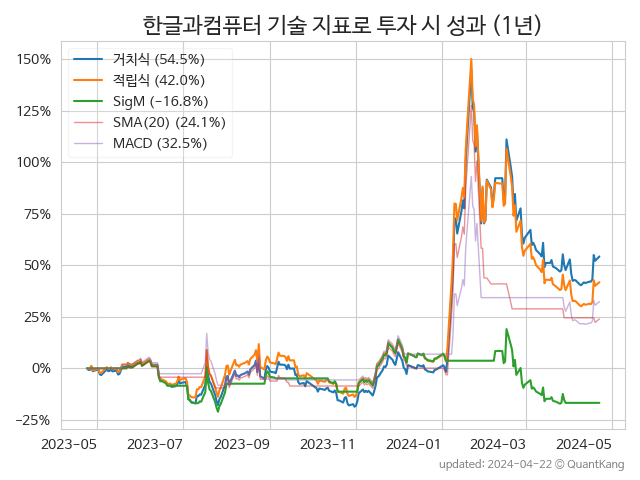 한글과컴퓨터 기술 지표로 투자 시 성과 (1년)
거치식 (54.5%)
적립식 (42.0%)
SigM (−16.8%)
SMA(20) (24.1%)
MACD (32.5%)
150%
125%
100%
75%
50%
25%
0%
−25%
2023-05 2023-07 2023-09 2023-11 2024-01 2024-03 2024-05
updated: 2024-04-22 © QuantKang